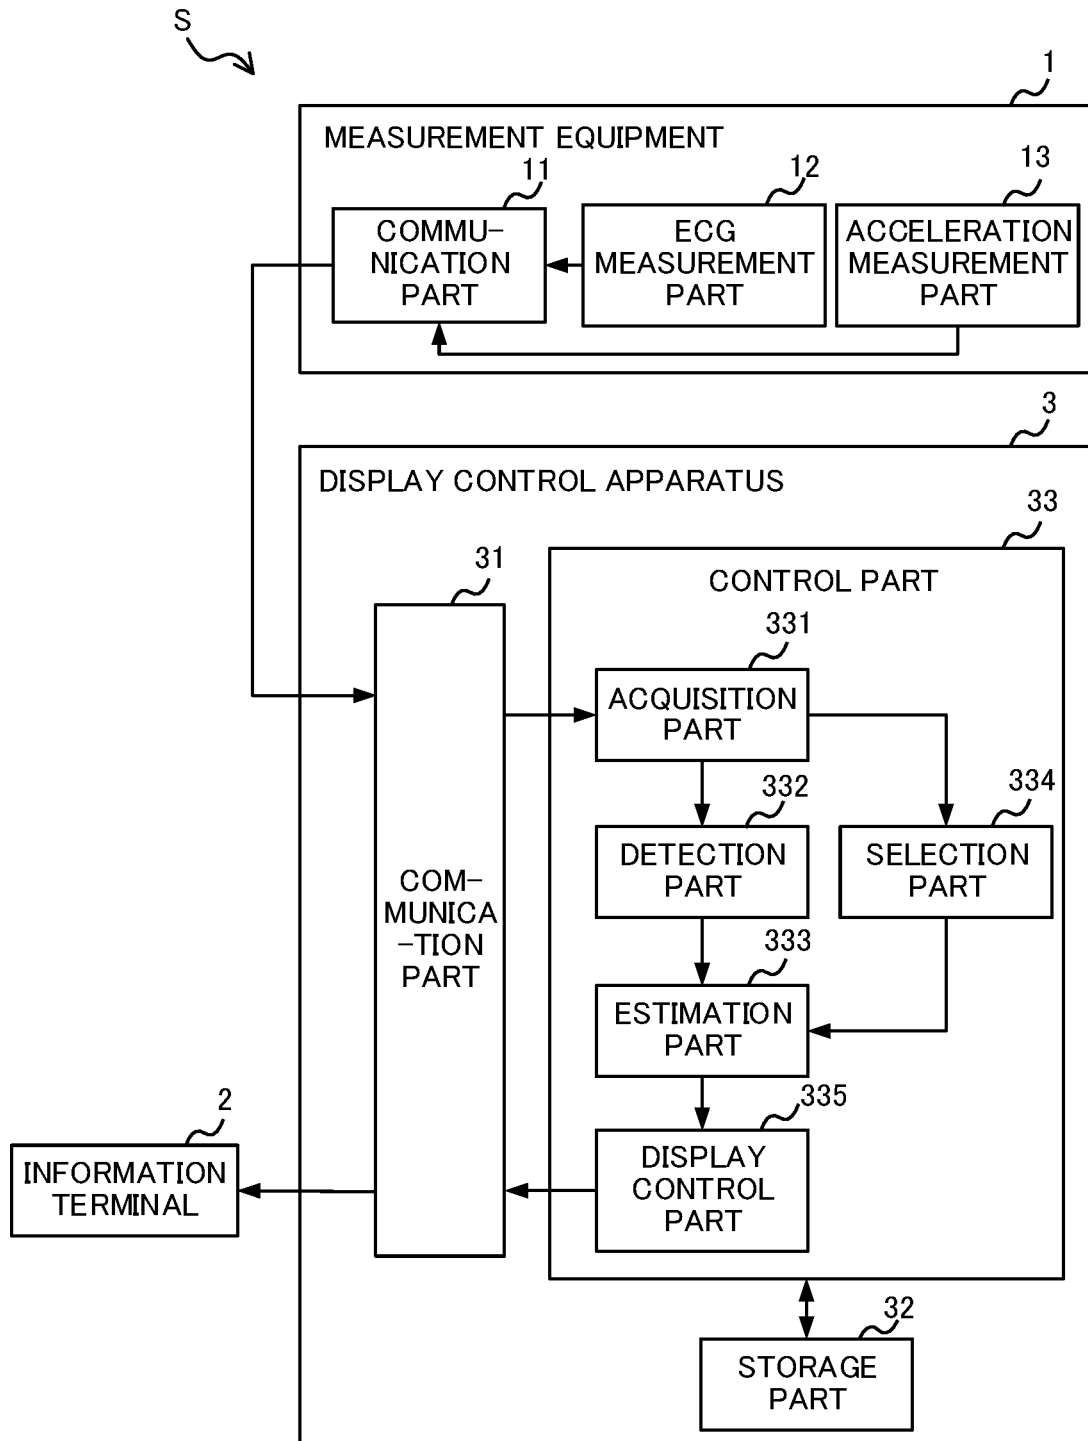 S
1
MEASUREMENT EQUIPMENT
11
12
13
COMMU-
NICATION
PART
ECG
MEASUREMENT
PART
ACCELERATION
MEASUREMENT
PART
3
DISPLAY CONTROL APPARATUS
33
31
CONTROL PART
331
ACQUISITION
PART
332
334
DETECTION
PART
SELECTION
PART
COM-
MUNICA
-TION
PART
333
ESTIMATION
PART
335
2
INFORMATION
TERMINAL
DISPLAY
CONTROL
PART
32
STORAGE
PART